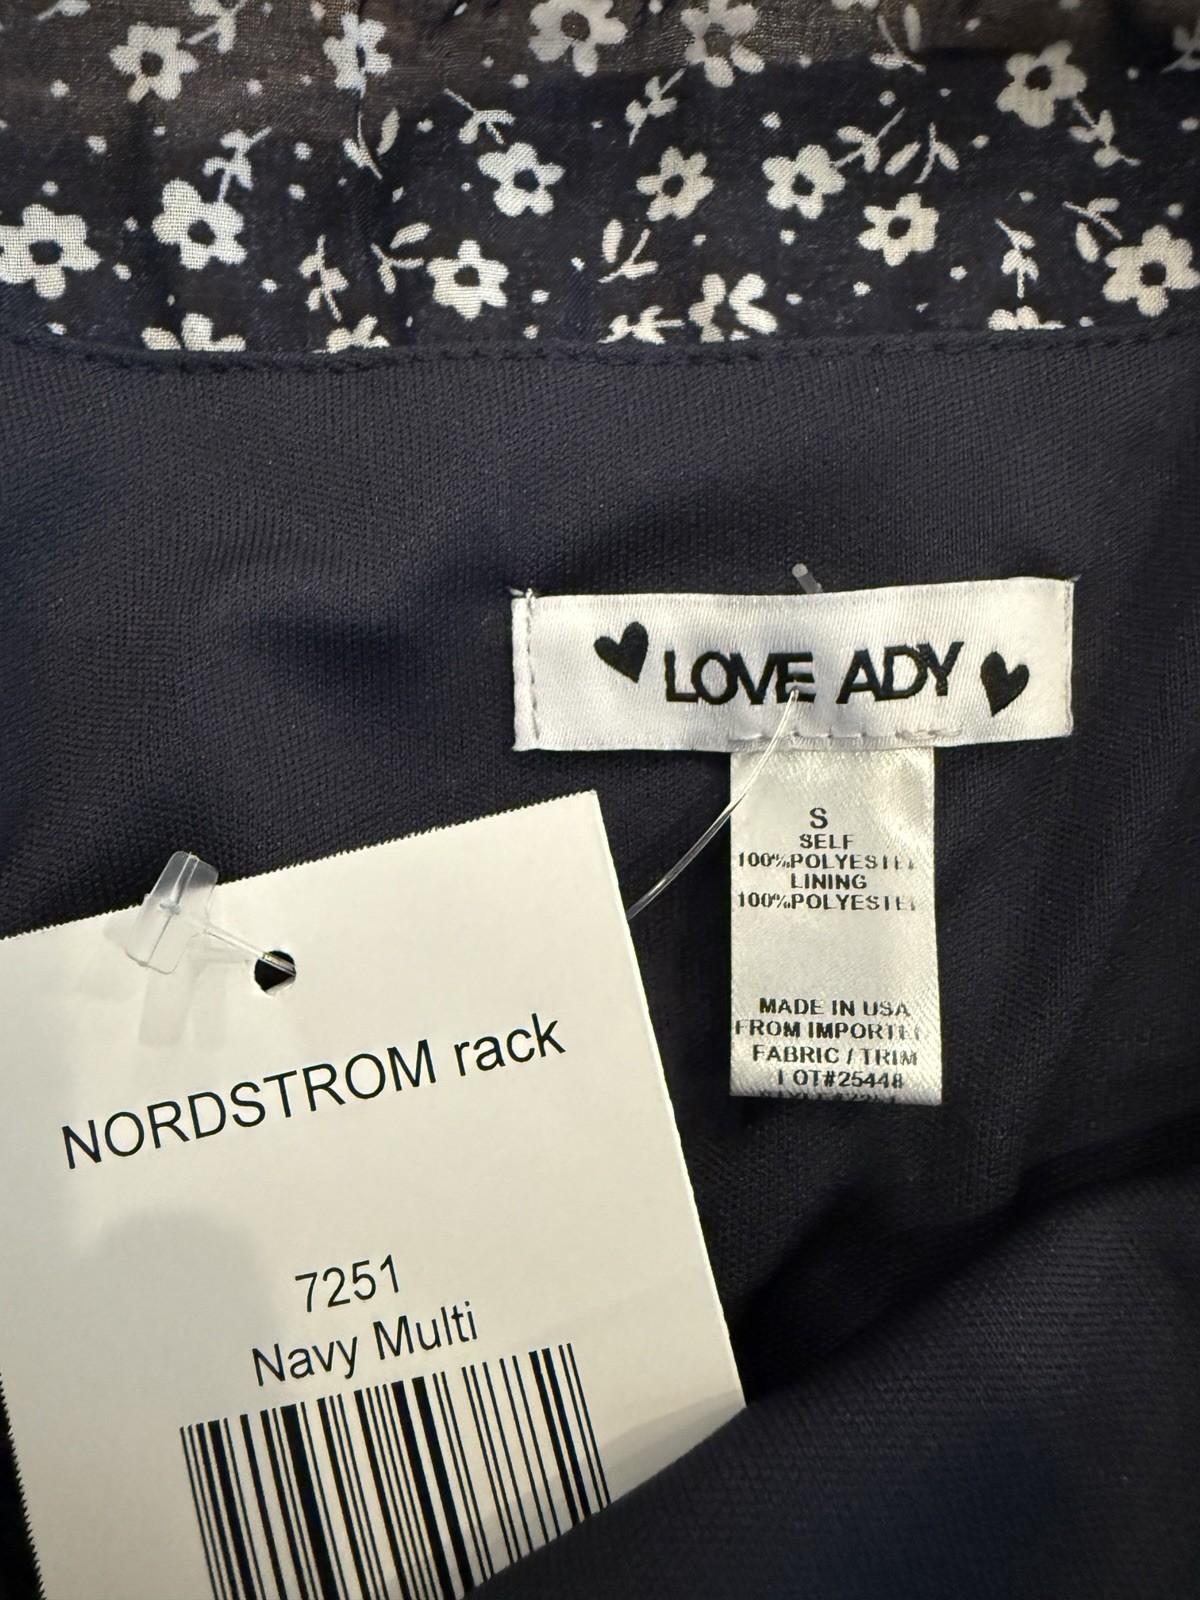 LOVE ADY
S
SELF
100%POLYESTE
LINING
100%POLYESTE
MADE IN USA
FROM IMPORTE
FABRIC / TRIM
LOT#25448
NORDSTROM rack
7251
Navy Multi